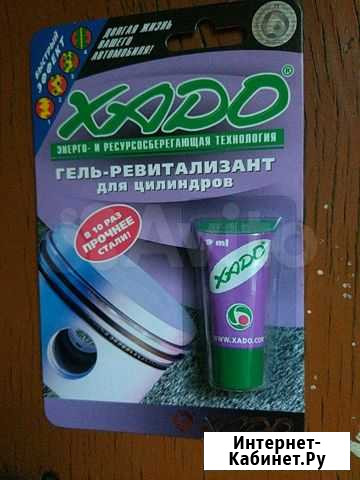 БЫСТРЫЙ
ЭФФЕКТ
ДОЛГАЯ ЖИЗНЬ
ВАШЕГО
АВТОМОБИЛЯ!
XADO®
ЭНЕРГО- И РЕСУРСОСБЕРЕГАЮЩАЯ ТЕХНОЛОГИЯ
ГЕЛЬ-РЕВИТАЛИЗАНТ
для цилиндров
В 10 РАЗ
ПРОЧНЕЕ
СТАЛИ!
Avito
9 ml
XADO
WWW.XADO.COM
XADO
Интернет-
Кабинет.Ру